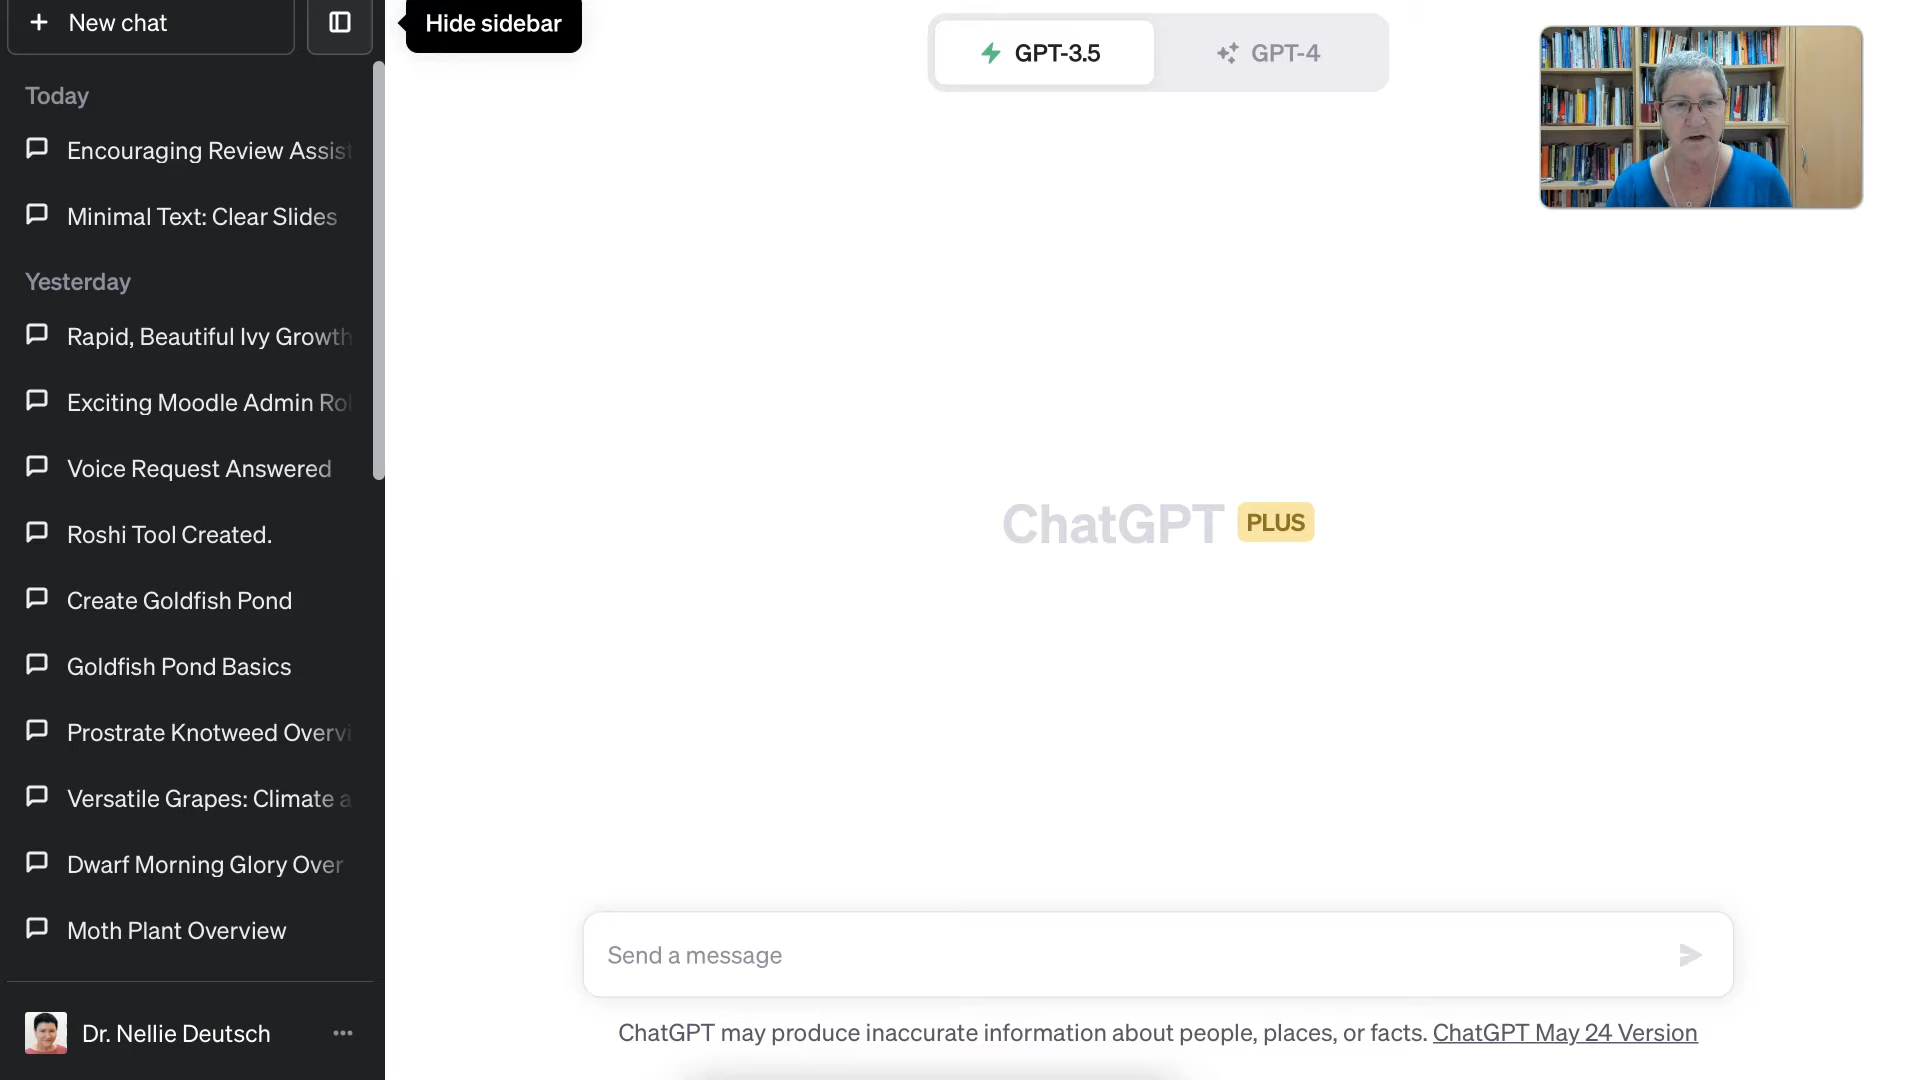 New chat
Hide sidebar
GPT-3.5
GPT-4
Today
Encouraging Review Assist
Minimal Text: Clear Slides
Yesterday
Rapid, Beautiful Ivy Growth
Exciting Moodle Admin Rol
Voice Request Answered
Roshi Tool Created.
Create Goldfish Pond
Goldfish Pond Basics
Prostrate Knotweed Overvi
Versatile Grapes: Climate a
Dwarf Morning Glory Over
Moth Plant Overview
Dr. Nellie Deutsch
ChatGPT PLUS
Send a message
ChatGPT may produce inaccurate information about people, places, or facts. ChatGPT May 24 Version